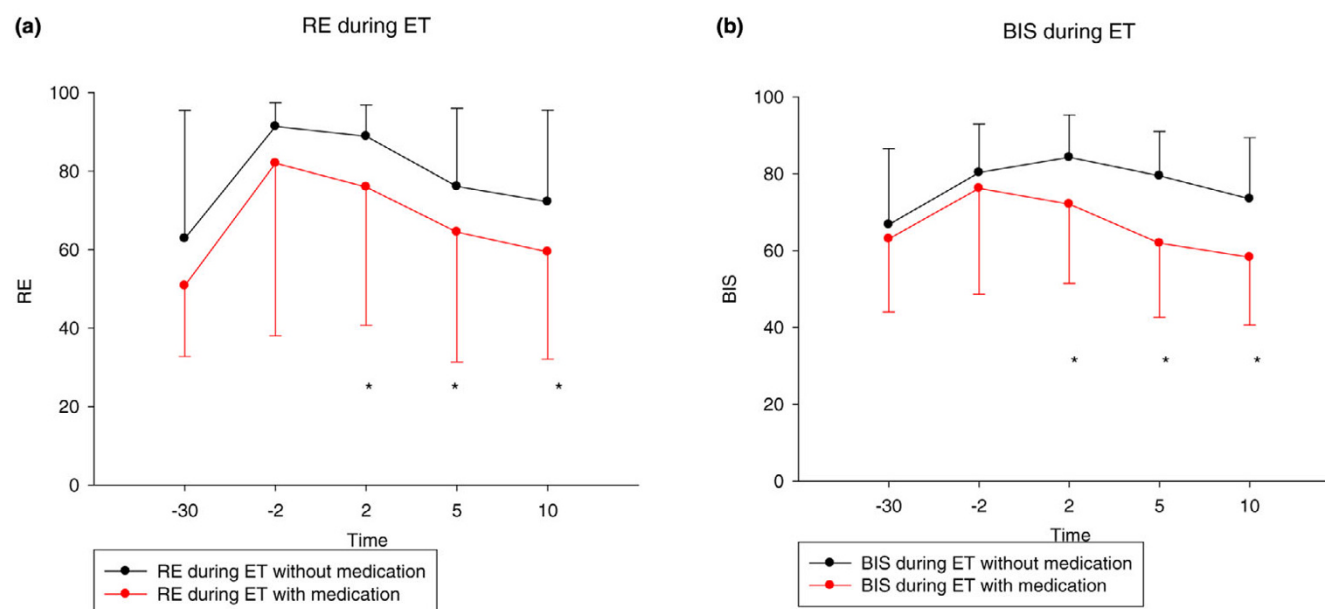 (a)
RE during ET
100
80
60
40
20
0
RE
* * *
-30 -2 2 5 10
Time
RE during ET without medication
RE during ET with medication
(b)
BIS during ET
100
80
60
40
20
0
BIS
* * *
-30 -2 2 5 10
Time
BIS during ET without medication
BIS during ET with medication